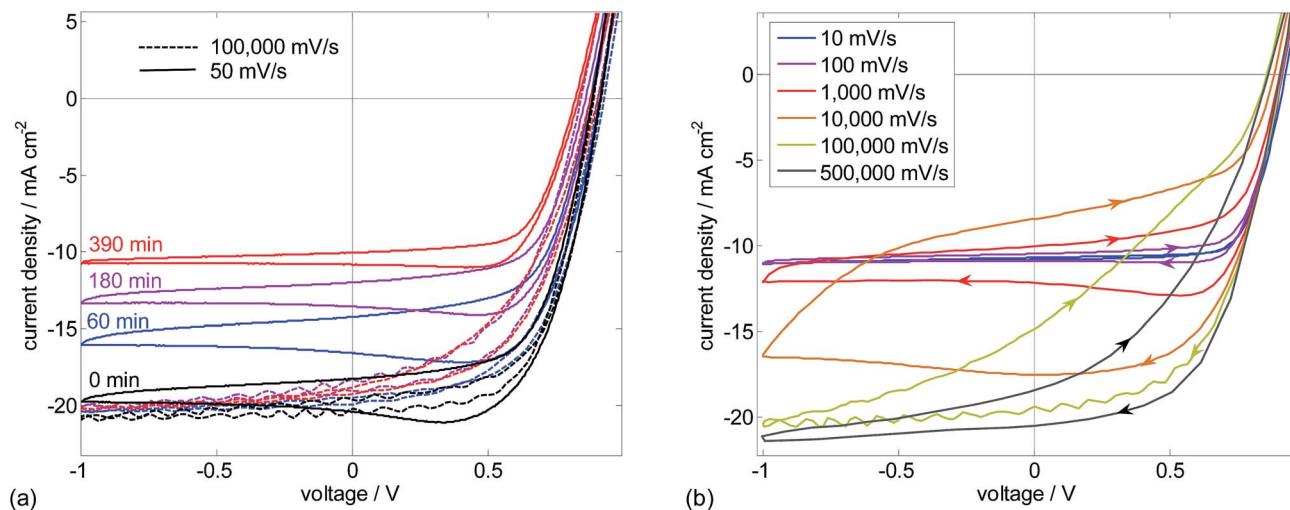 100,000 mV/s
50 mV/s
390 min
180 min
60 min
0 min
5
0
-5
-10
-15
-20
-1
-0.5
0
0.5
current density / mA cm-2
voltage / V
(a)
10 mV/s
100 mV/s
1,000 mV/s
10,000 mV/s
100,000 mV/s
500,000 mV/s
0
-5
-10
-15
-20
-1
-0.5
0
0.5
current density / mA cm-2
voltage / V
(b)